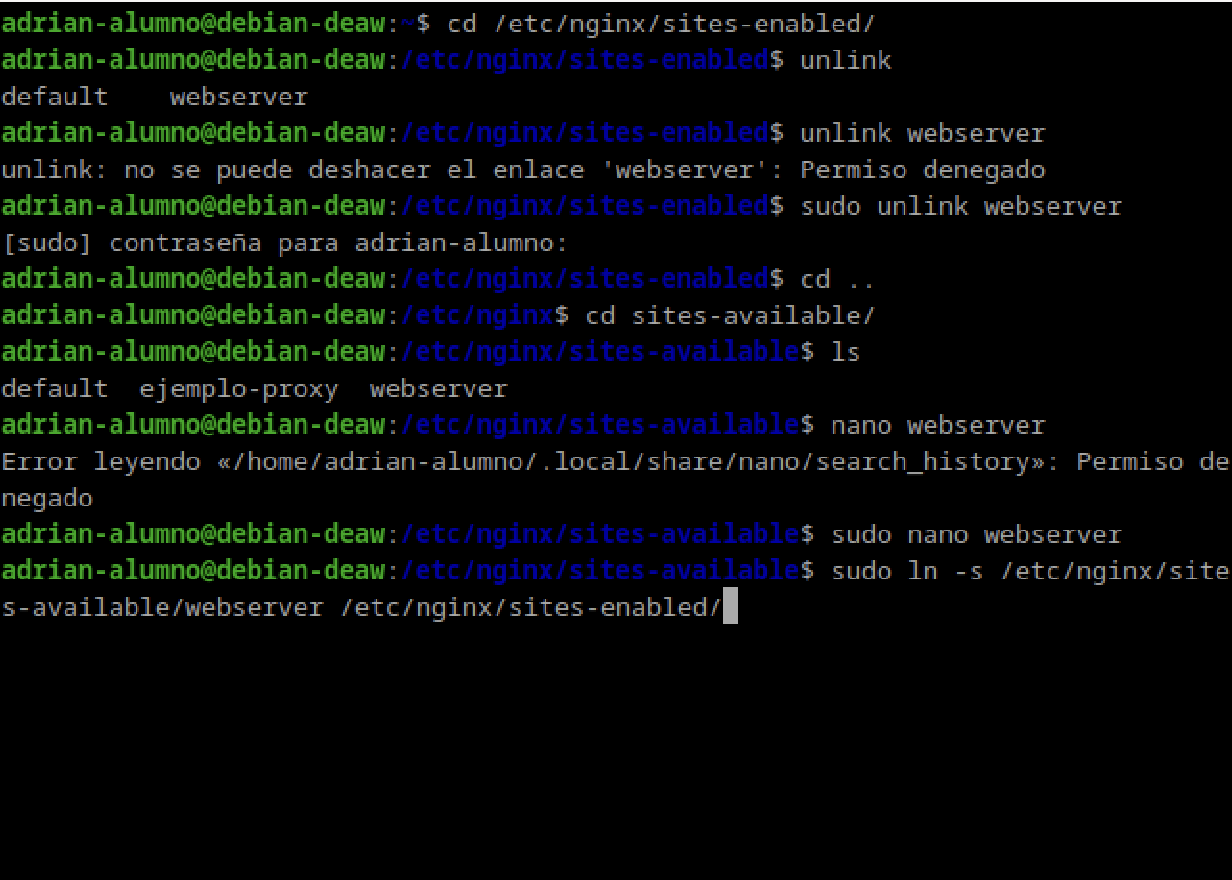 adrian-alumno@debian-deaw:~$ cd /etc/nginx/sites-enabled/
adrian-alumno@debian-deaw:/etc/nginx/sites-enabled$ unlink
default    webserver
adrian-alumno@debian-deaw:/etc/nginx/sites-enabled$ unlink webserver
unlink: no se puede deshacer el enlace 'webserver': Permiso denegado
adrian-alumno@debian-deaw:/etc/nginx/sites-enabled$ sudo unlink webserver
[sudo] contraseña para adrian-alumno:
adrian-alumno@debian-deaw:/etc/nginx/sites-enabled$ cd ..
adrian-alumno@debian-deaw:/etc/nginx$ cd sites-available/
adrian-alumno@debian-deaw:/etc/nginx/sites-available$ ls
default  ejemplo-proxy  webserver
adrian-alumno@debian-deaw:/etc/nginx/sites-available$ nano webserver
Error leyendo «/home/adrian-alumno/.local/share/nano/search_history»: Permiso de
negado
adrian-alumno@debian-deaw:/etc/nginx/sites-available$ sudo nano webserver
adrian-alumno@debian-deaw:/etc/nginx/sites-available$ sudo ln -s /etc/nginx/site
s-available/webserver /etc/nginx/sites-enabled/